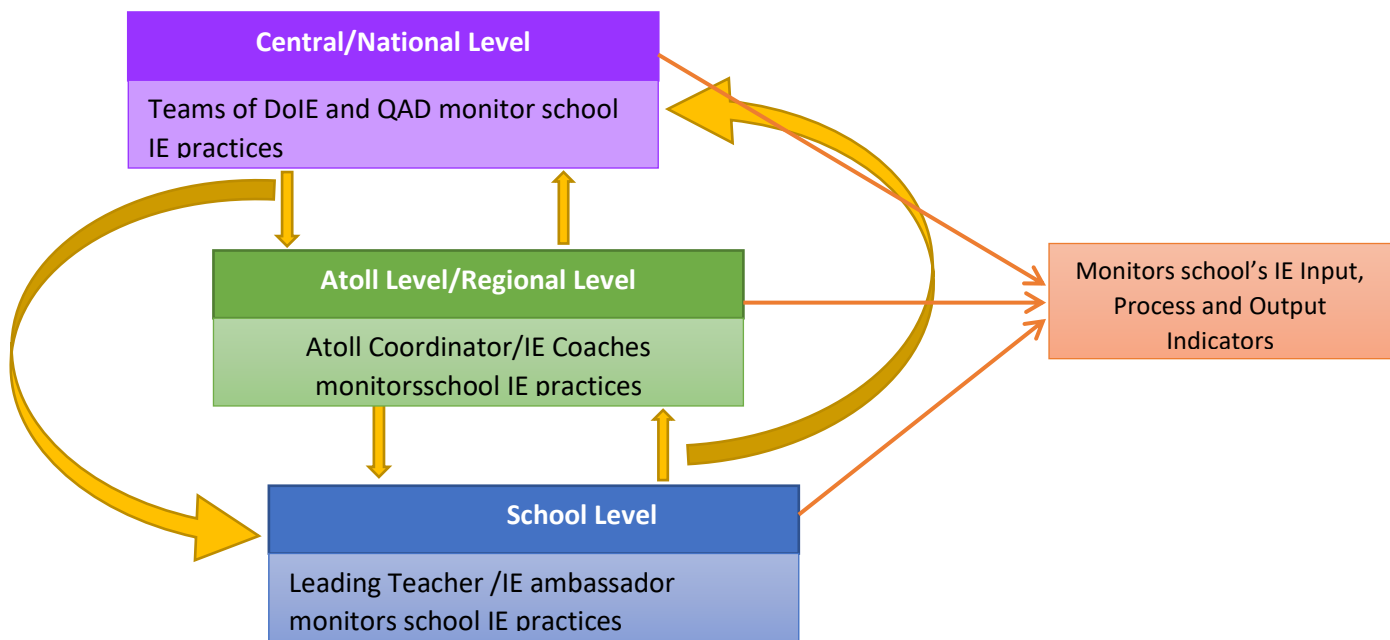 Central/National Level
Teams of DoIE and QAD monitor school
IE practices
Atoll Level/Regional Level
Atoll Coordinator/IE Coaches
monitorsschool IE practices
School Level
Leading Teacher /IE ambassador
monitors school IE practices
Monitors school’s IE Input,
Process and Output
Indicators